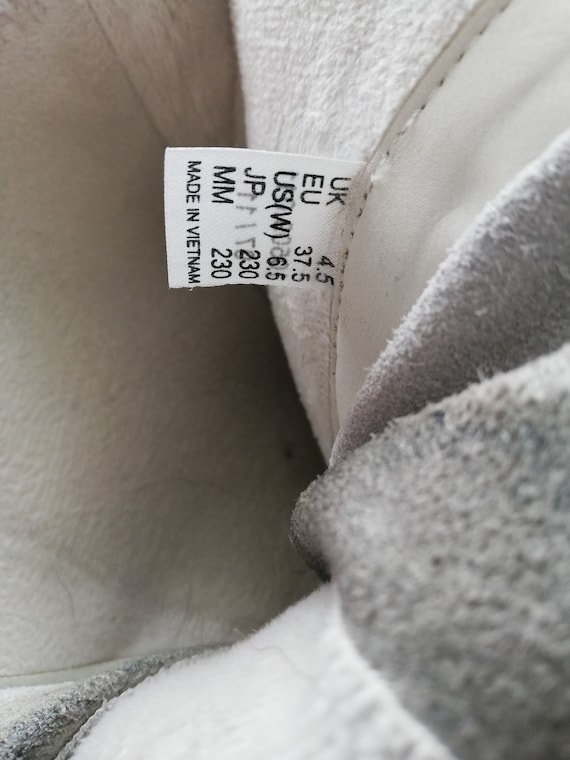 UK 4.5
EU 37.5
US(W) 6.5
JP 230
MM 230
MADE IN VIETNAM